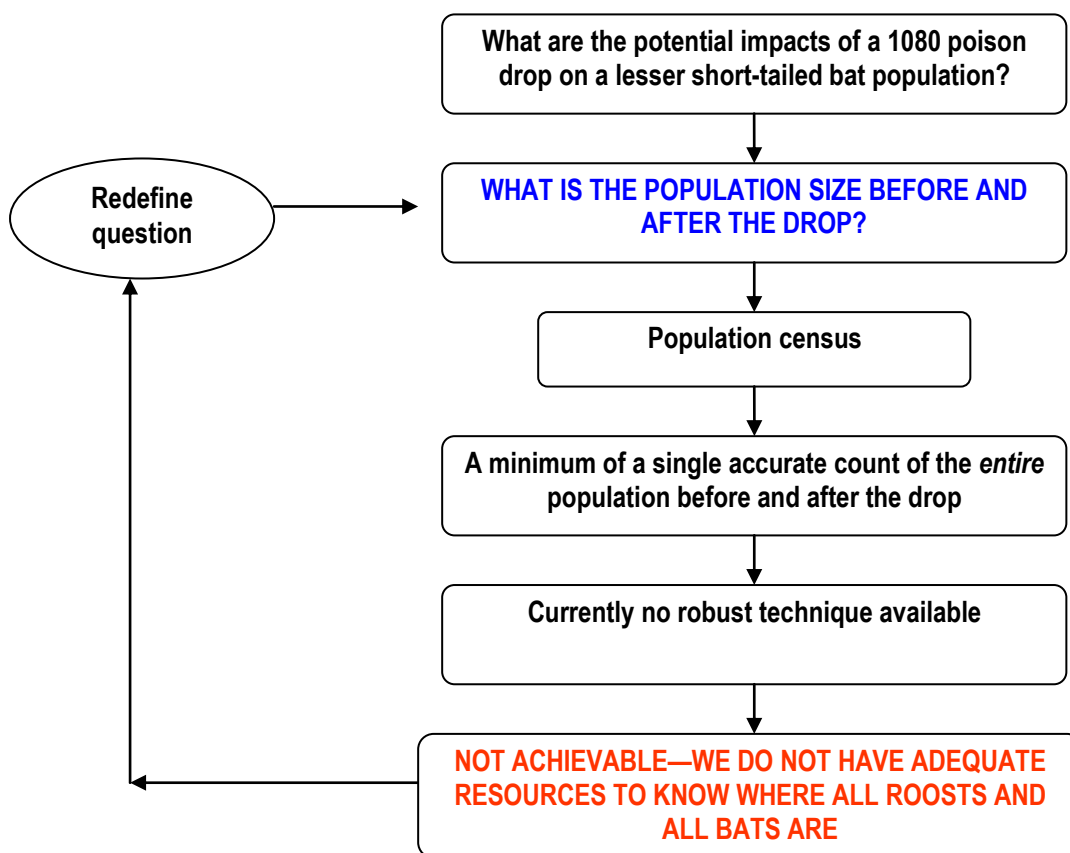 What are the potential impacts of a 1080 poison
drop on a lesser short-tailed bat population?
Redefine
question
WHAT IS THE POPULATION SIZE BEFORE AND
AFTER THE DROP?
Population census
A minimum of a single accurate count of the entire
population before and after the drop
Currently no robust technique available
NOT ACHIEVABLE—WE DO NOT HAVE ADEQUATE
RESOURCES TO KNOW WHERE ALL ROOSTS AND
ALL BATS ARE